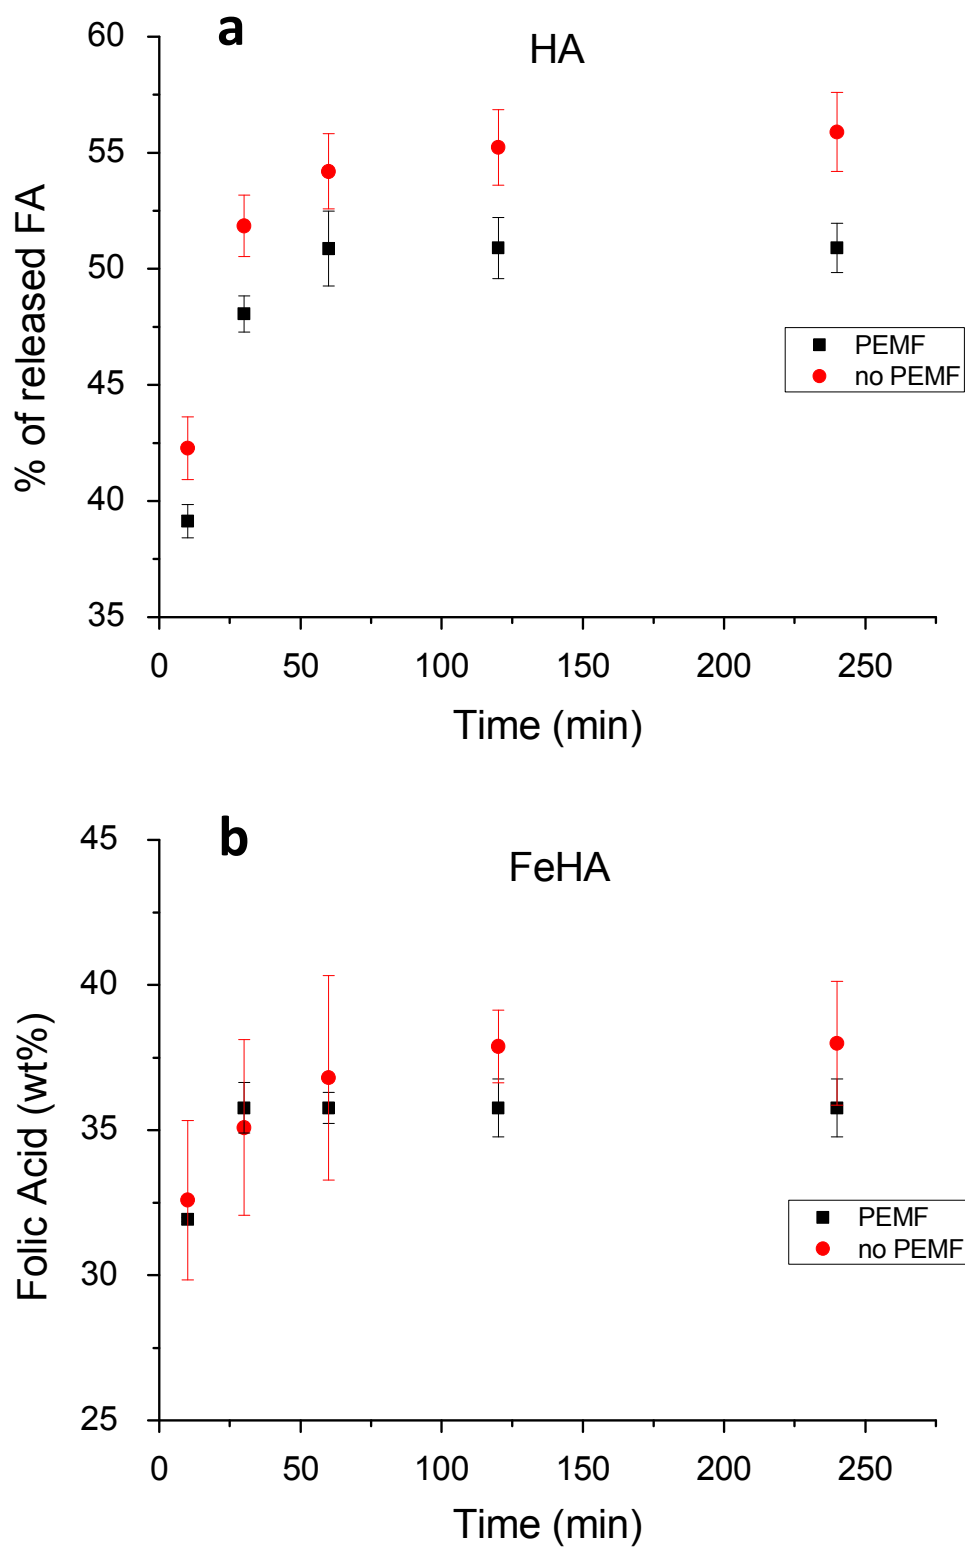 a
HA
60
55
50
45
40
35
% of released FA
PEMF
no PEMF
0 50 100 150 200 250
Time (min)
b
FeHA
45
40
35
30
25
Folic Acid (wt%)
PEMF
no PEMF
0 50 100 150 200 250
Time (min)